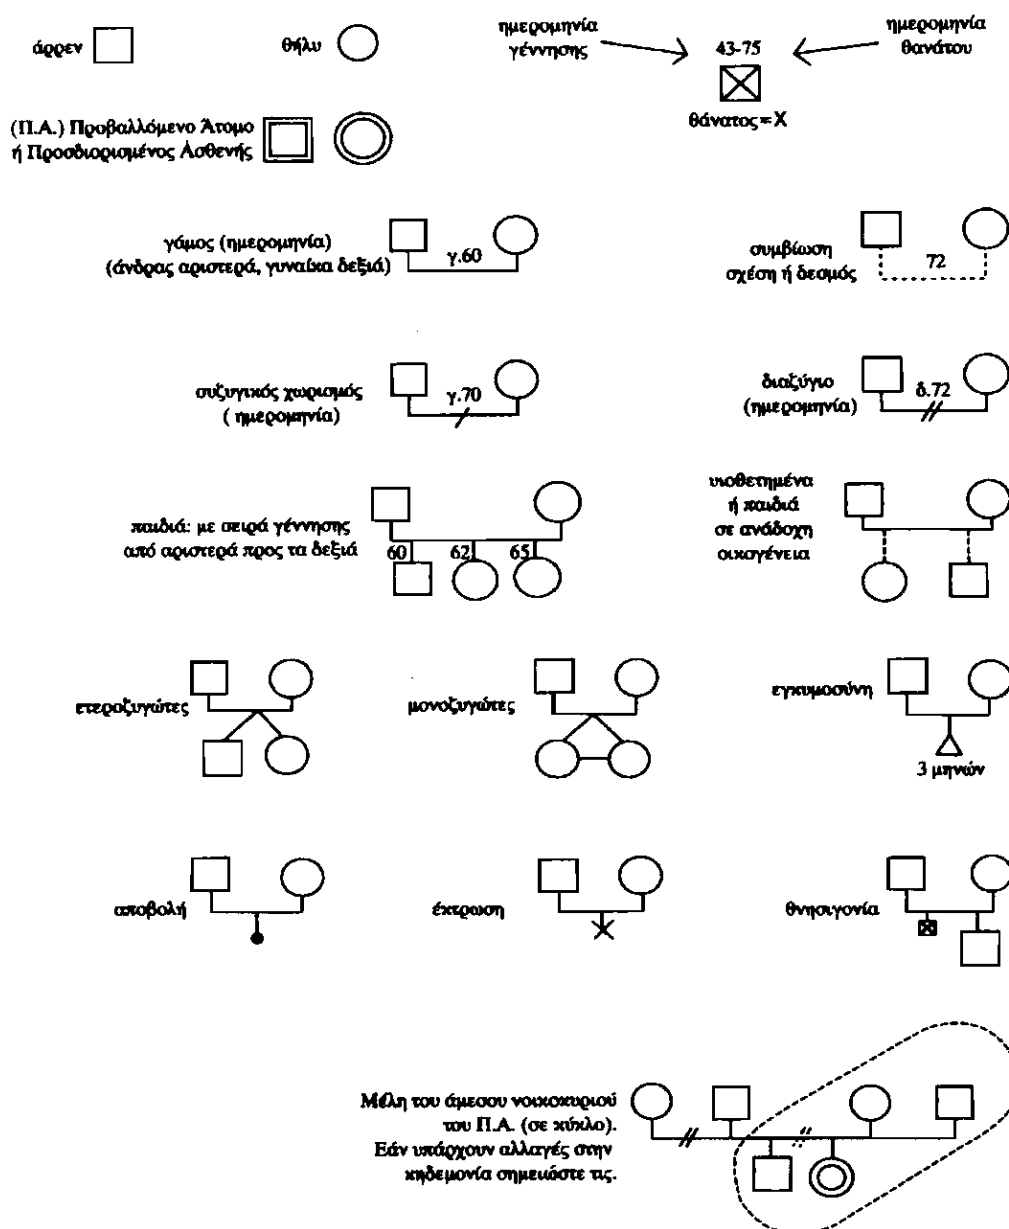 άρρεν
θήλυ
ημερομηνία
γέννησης
43-75
ημερομηνία
θανάτου
θάνατος = X
(Π.Α.) Προβαλλόμενο Άτομο
ή Προσδιορισμένος Ασθενής
γάμος (ημερομηνία)
(άνδρας αριστερά, γυναίκα δεξιά)
γ.60
συμβίωση
σχέση ή δεσμός
72
συζυγικός χωρισμός
( ημερομηνία)
γ.70
διαζύγιο
(ημερομηνία)
δ.72
παιδιά: με σειρά γέννησης
από αριστερά προς τα δεξιά
60 62 65
υιοθετημένα
ή παιδιά
σε ανάδοχη
οικογένεια
ετεροζυγώτες
μονοζυγώτες
εγκυμοσύνη
3 μηνών
αποβολή
έκτρωση
θνησιγονία
Μέλη του άμεσου νοικοκυριού
του Π.Α. (σε κύκλο).
Εάν υπάρχουν αλλαγές στην
κηδεμονία σημειώστε τις.